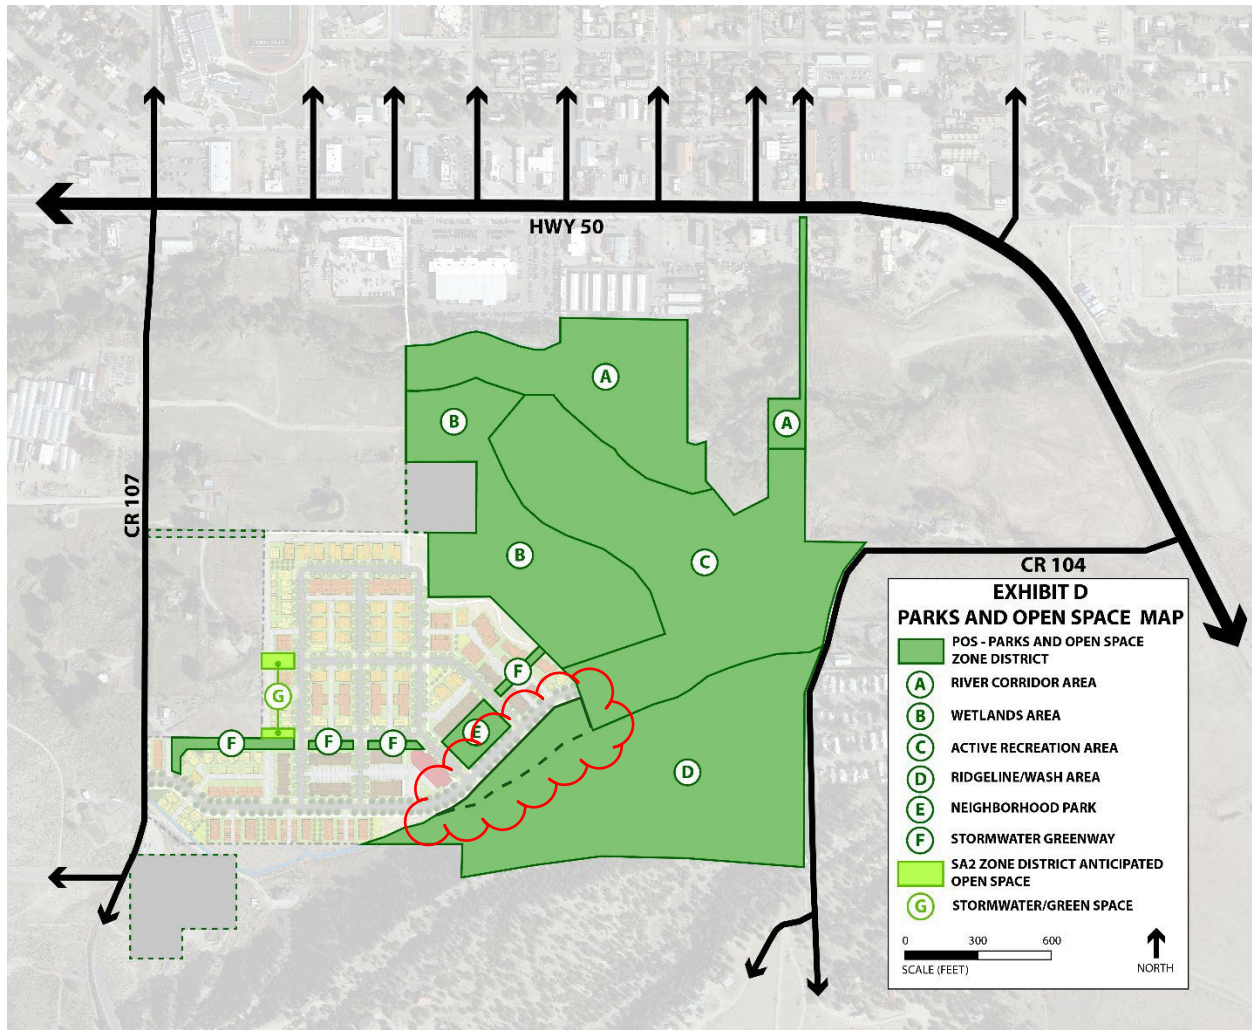 HWY 50
A
A
B
CR 107
B
C
CR 104
F
G
F
F
F
E
D
EXHIBIT D
PARKS AND OPEN SPACE MAP
POS - PARKS AND OPEN SPACE
ZONE DISTRICT
A RIVER CORRIDOR AREA
B WETLANDS AREA
C ACTIVE RECREATION AREA
D RIDGELINE/WASH AREA
E NEIGHBORHOOD PARK
F STORMWATER GREENWAY
SA2 ZONE DISTRICT ANTICIPATED
OPEN SPACE
G STORMWATER/GREEN SPACE
0 300 600
SCALE (FEET)
NORTH